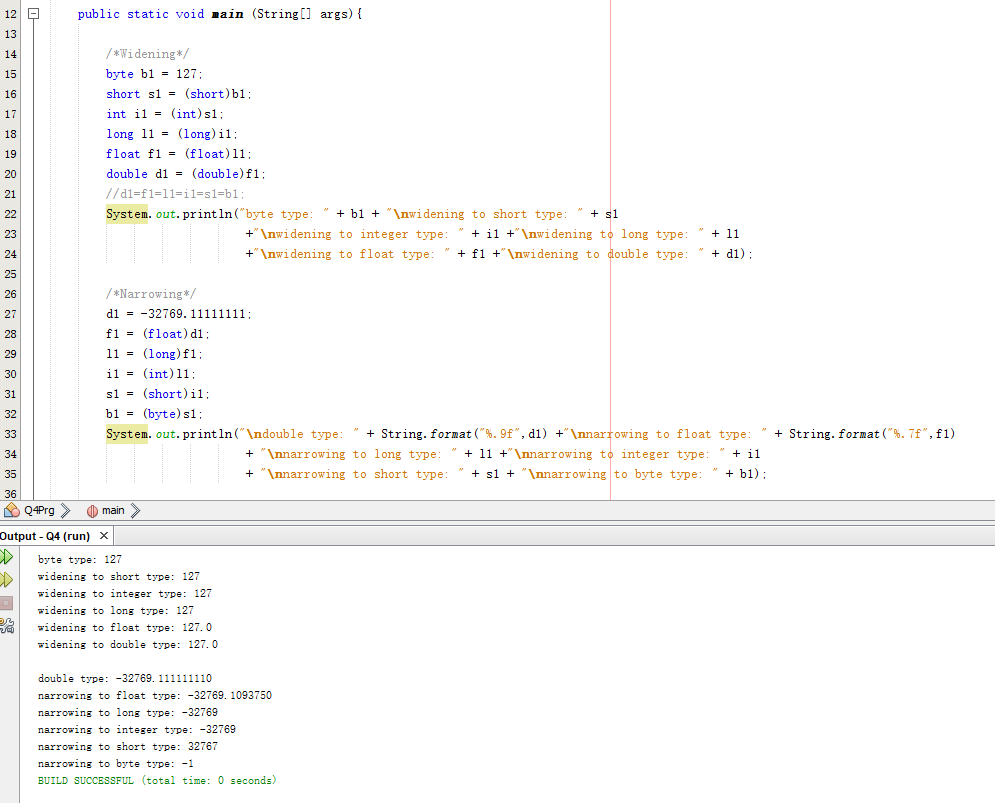 12 public static void main (String[] args){
13
14 /*Widening*/
15 byte b1 = 127;
16 short s1 = (short)b1;
17 int i1 = (int)s1;
18 long l1 = (long)i1;
19 float f1 = (float)l1;
20 double d1 = (double)f1;
21 //d1=f1=l1=i1=s1=b1;
22 System.out.println("byte type: " + b1 + "\nwidening to short type: " + s1
23 +"\nwidening to integer type: " + i1 +"\nwidening to long type: " + l1
24 +"\nwidening to float type: " + f1 +"\nwidening to double type: " + d1);
25
26 /*Narrowing*/
27 d1 = -32769.11111111;
28 f1 = (float)d1;
29 l1 = (long)f1;
30 i1 = (int)l1;
31 s1 = (short)i1;
32 b1 = (byte)s1;
33 System.out.println("\ndouble type: " + String.format("%.9f",d1) +"\nnarrowing to float type: " + String.format("%.7f",f1)
34 + "\nnarrowing to long type: " + l1 +"\nnarrowing to integer type: " + i1
35 + "\nnarrowing to short type: " + s1 + "\nnarrowing to byte type: " + b1);
36
Q4Prg main
Output - Q4 (run) ×
byte type: 127
widening to short type: 127
widening to integer type: 127
widening to long type: 127
widening to float type: 127.0
widening to double type: 127.0
double type: -32769.111111110
narrowing to float type: -32769.1093750
narrowing to long type: -32769
narrowing to integer type: -32769
narrowing to short type: 32767
narrowing to byte type: -1
BUILD SUCCESSFUL (total time: 0 seconds)